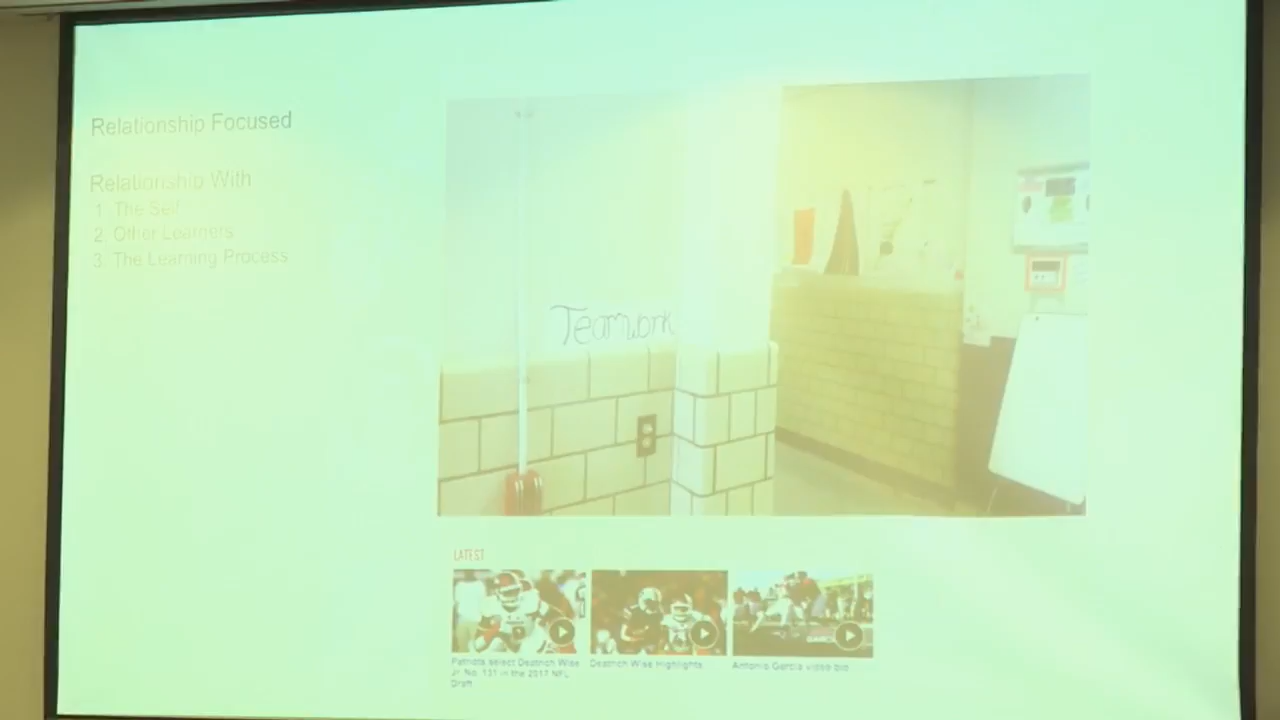 Relationship Focused
Relationship With
1. The Self
2. Other Learners
3. The Learning Process
Teamwork
LATEST
Patriots select Deatrich Wise
Jr. No. 131 in the 2017 NFL
Draft
Deatrich Wise Highlights
Antonio Garcia video bio